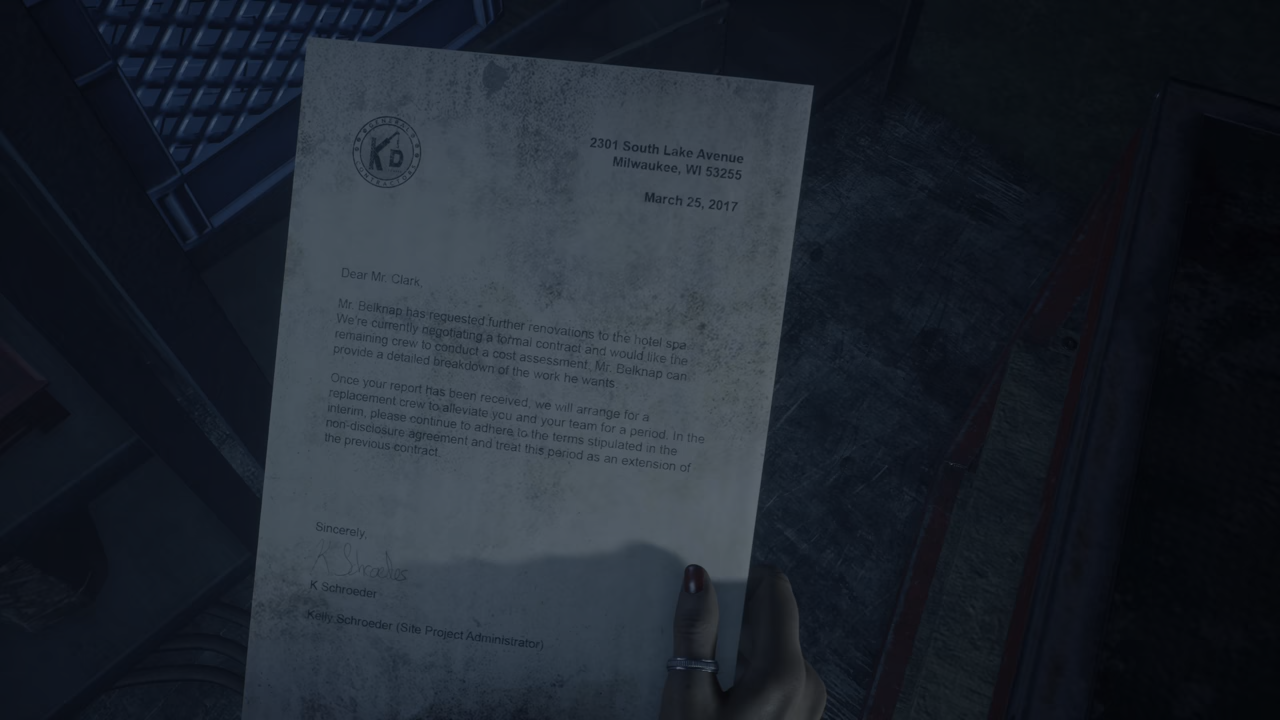 KD
2301 South Lake Avenue
Milwaukee, WI 53255
March 25, 2017
Dear Mr. Clark,
Mr. Belknap has requested further renovations to the hotel spa.
We're currently negotiating a formal contract and would like the
remaining crew to conduct a cost assessment. Mr. Belknap can
provide a detailed breakdown of the work he wants.
Once your report has been received, we will arrange for a
replacement crew to alleviate you and your team for a period. In the
interim, please continue to adhere to the terms stipulated in the
non-disclosure agreement and treat this period as an extension of
the previous contract.
Sincerely,
K Schroeder
K Schroeder
Kelly Schroeder (Site Project Administrator)